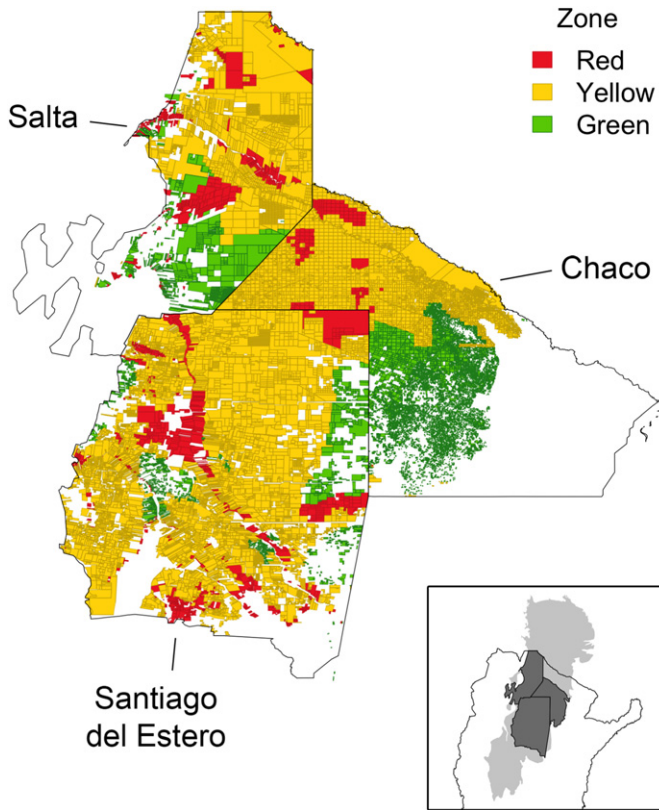 Zone
Red
Yellow
Green
Salta
Chaco
Santiago
del Estero